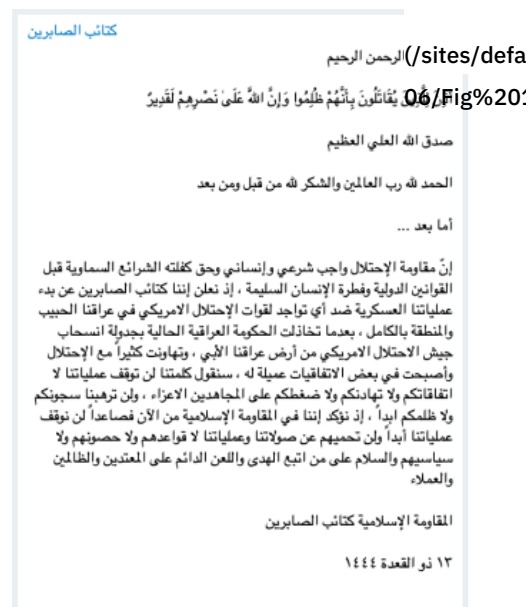 كتائب الصابرين
الرحمن الرحيم
(/sites/defa
يُقَاتَلُونَ بِأَنَّهُمْ ظُلِمُوا وَإِنَّ اللَّهَ عَلَىٰ نَصْرِهِمْ لَقَدِيرٌ
06/Fig%201
صدق الله العلي العظيم
الحمد لله رب العالمين والشكر لله من قبل ومن بعد
أما بعد ...
إنّ مقاومة الإحتلال واجب شرعي وإنساني وحق كفلته الشرائع السماوية قبل
القوانين الدولية وفطرة الإنسان السليمة ، إذ نعلن إننا كتائب الصابرين عن بدء
عملياتنا العسكرية ضد أي تواجد لقوات الإحتلال الامريكي في عراقنا الحبيب
والمنطقة بالكامل ، بعدما تخاذلت الحكومة العراقية الحالية بجدولة انسحاب
جيش الاحتلال الامريكي من أرض عراقنا الأبي ، وتهاونت كثيراً مع الإحتلال
وأصبحت في بعض الاتفاقيات عميلة له ، سنقول كلمتنا لن توقف عملياتنا لا
اتفاقاتكم ولا تهادنكم ولا ضغطكم على المجاهدين الاعزاء ، ولن ترهبنا سجونكم
ولا ظلمكم ابداً ، إذ نؤكد إننا في المقاومة الإسلامية من الآن فصاعداً لن نوقف
عملياتنا أبداً ولن تحميهم عن صولاتنا وعملياتنا لا قواعدهم ولا حصونهم ولا
سياسيهم والسلام على من اتبع الهدى واللعن الدائم على المعتدين والظالمين
والعملاء
المقاومة الإسلامية كتائب الصابرين
١٣ ذو القعدة ١٤٤٤